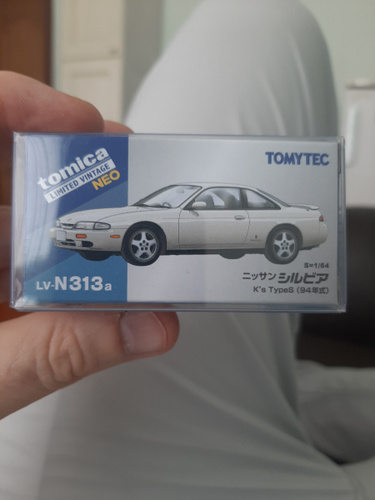 tomica
LIMITED VINTAGE
NEO
TOMYTEC
S=1/64
ニッサン シルビア
K's TypeS (94年式)
LV-N313a